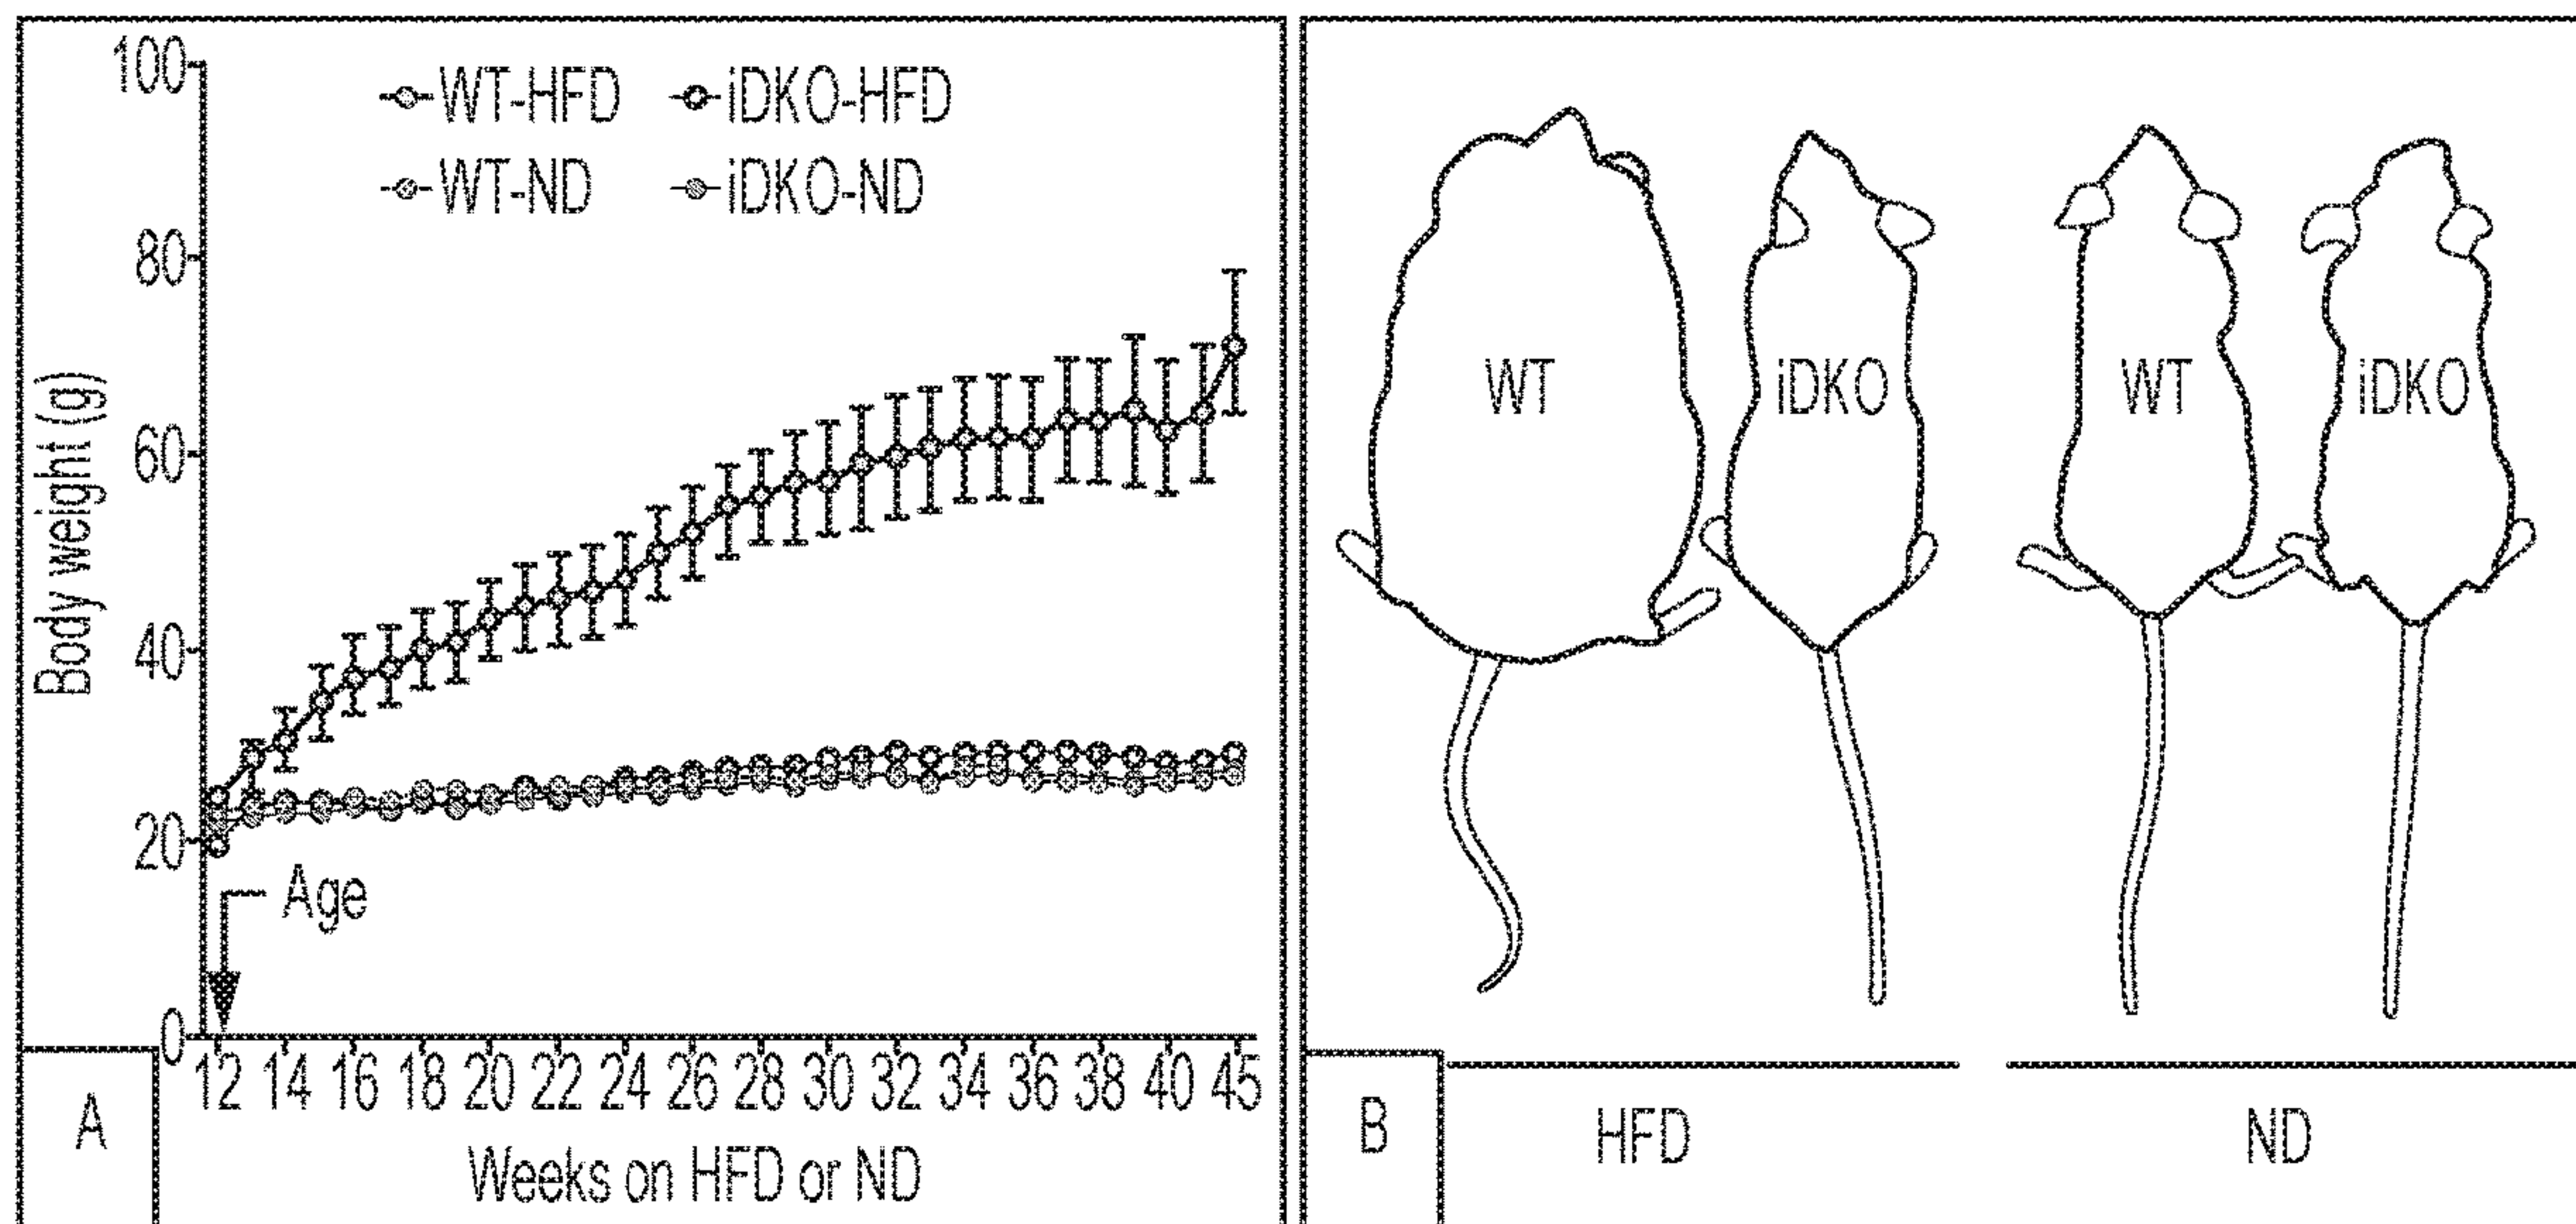 100
80
60
40
20
0
Body weight (g)
WT-HFD iDKO-HFD
WT-ND iDKO-ND
Age
12 14 16 18 20 22 24 26 28 30 32 34 36 38 40 45
Weeks on HFD or ND
A
WT iDKO WT iDKO
HFD ND
B